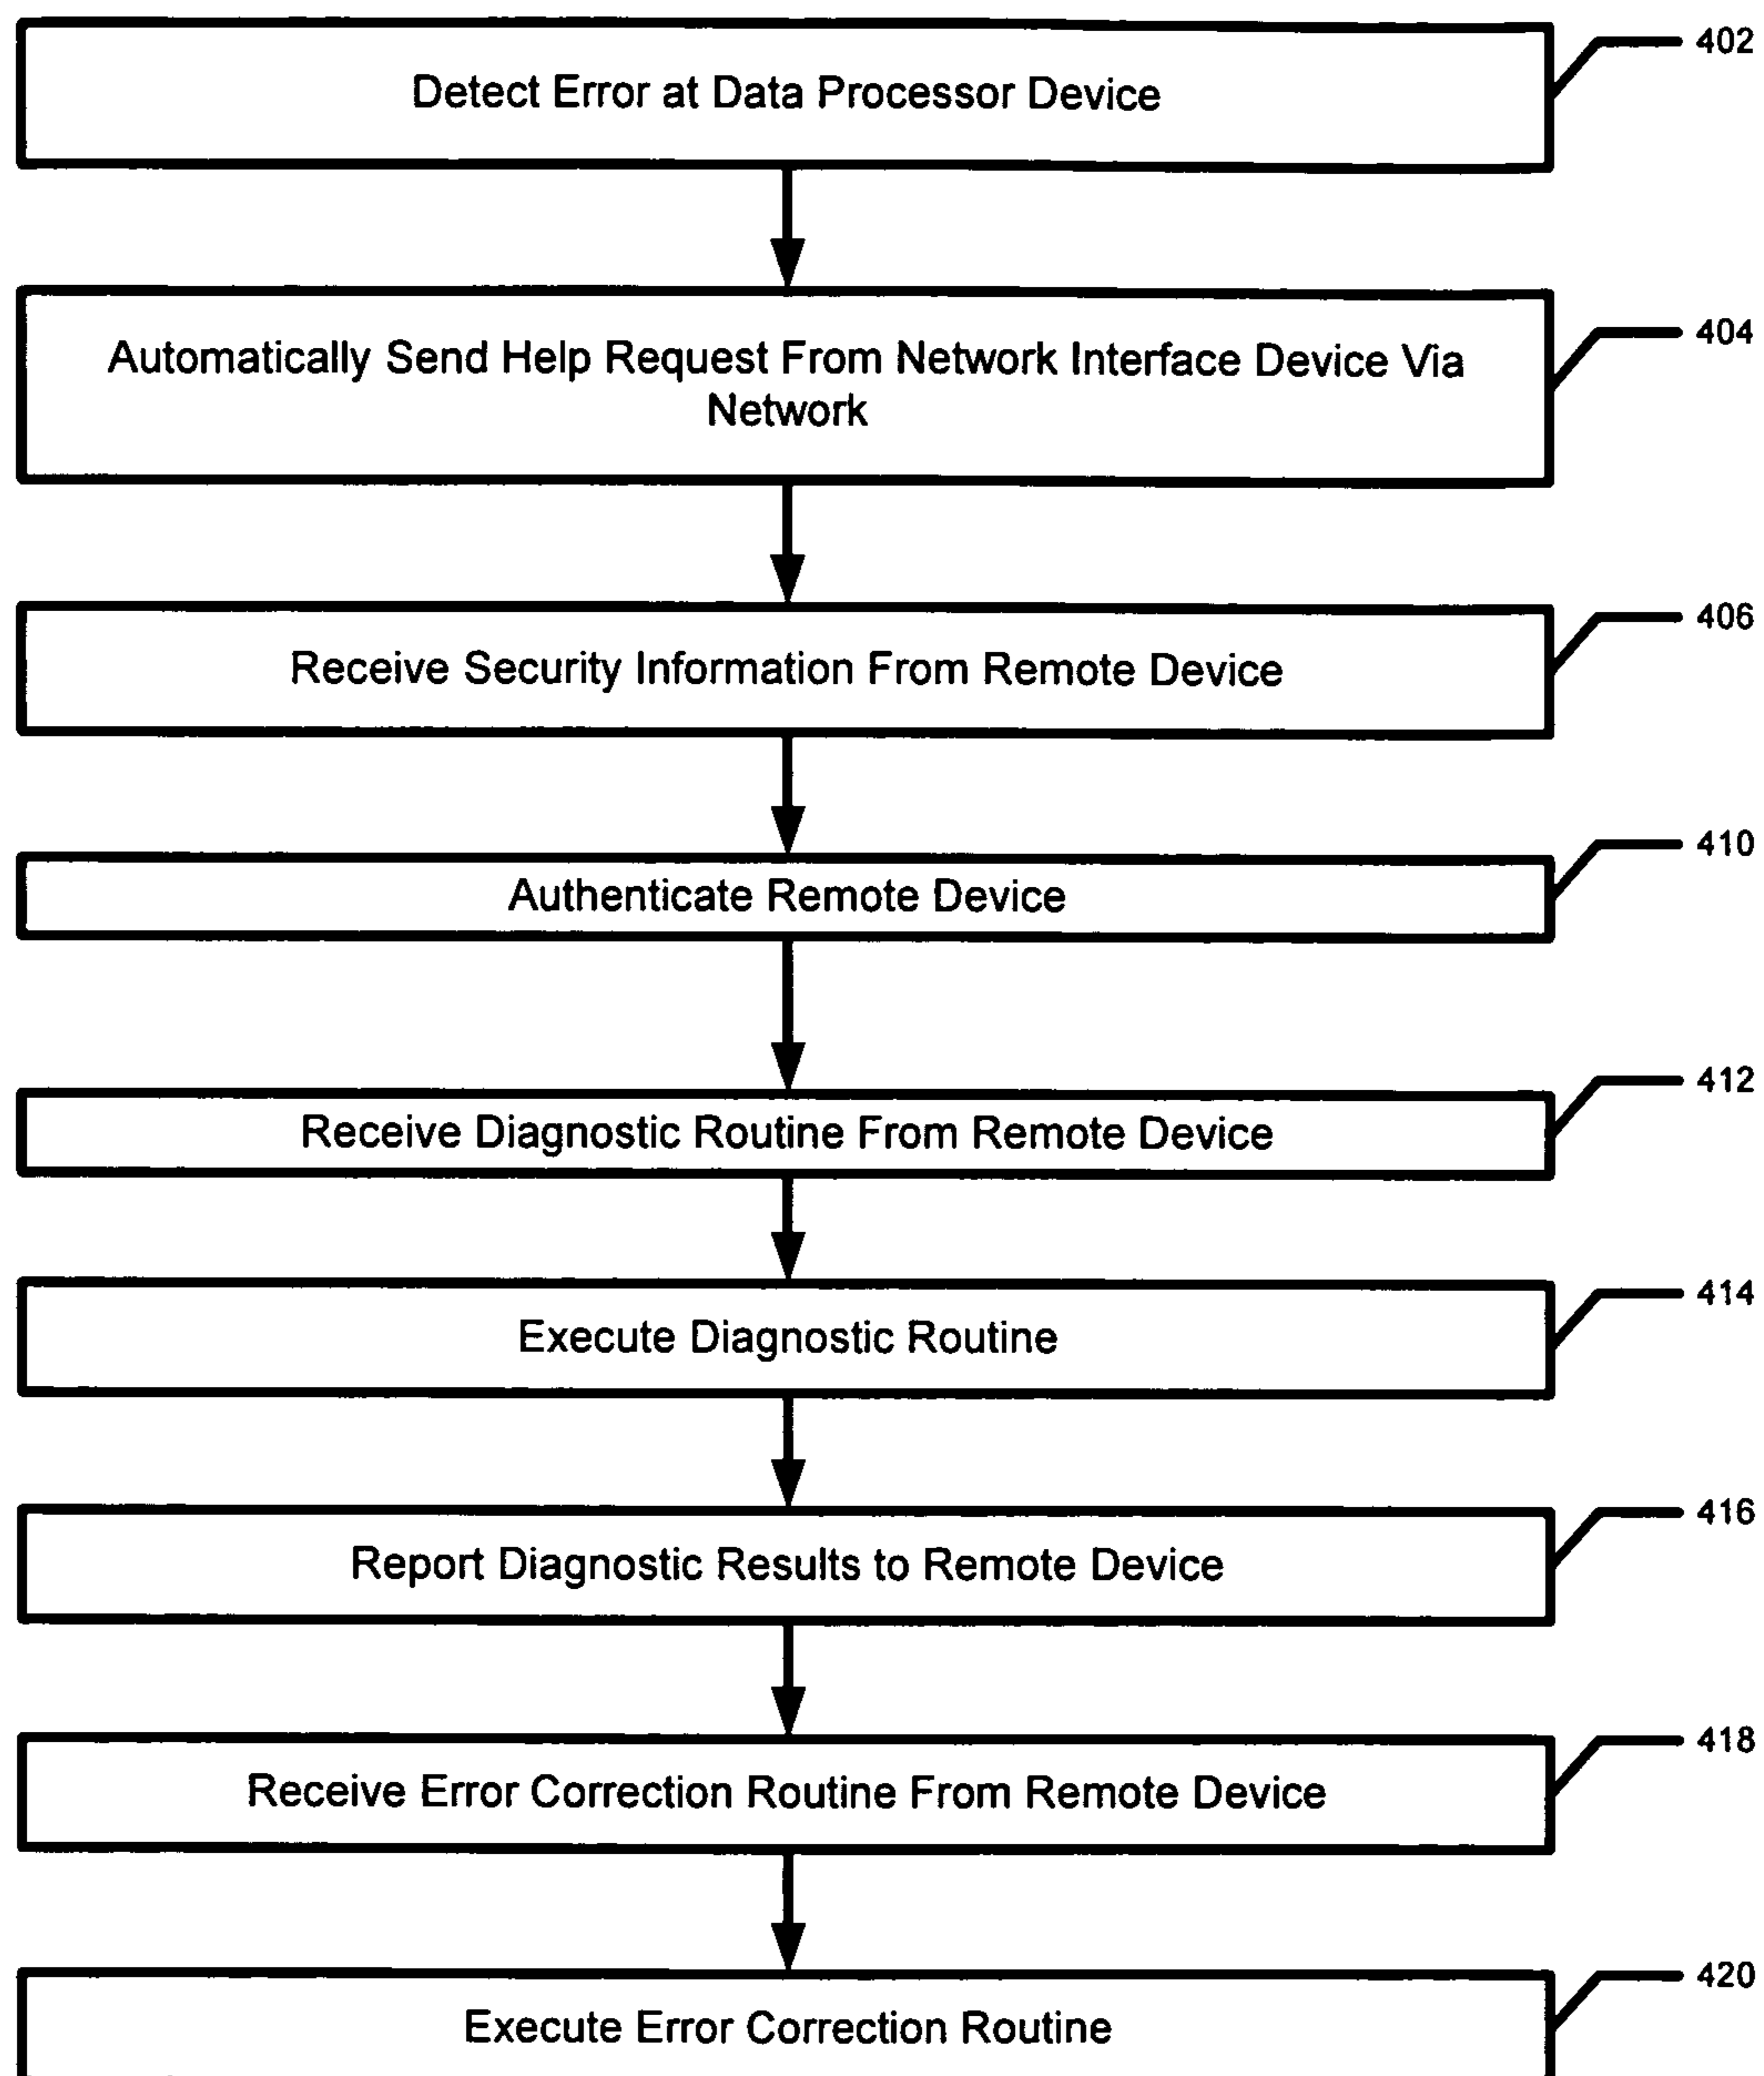 402
Detect Error at Data Processor Device
404
Automatically Send Help Request From Network Interface Device Via
Network
406
Receive Security Information From Remote Device
410
Authenticate Remote Device
412
Receive Diagnostic Routine From Remote Device
414
Execute Diagnostic Routine
416
Report Diagnostic Results to Remote Device
418
Receive Error Correction Routine From Remote Device
420
Execute Error Correction Routine